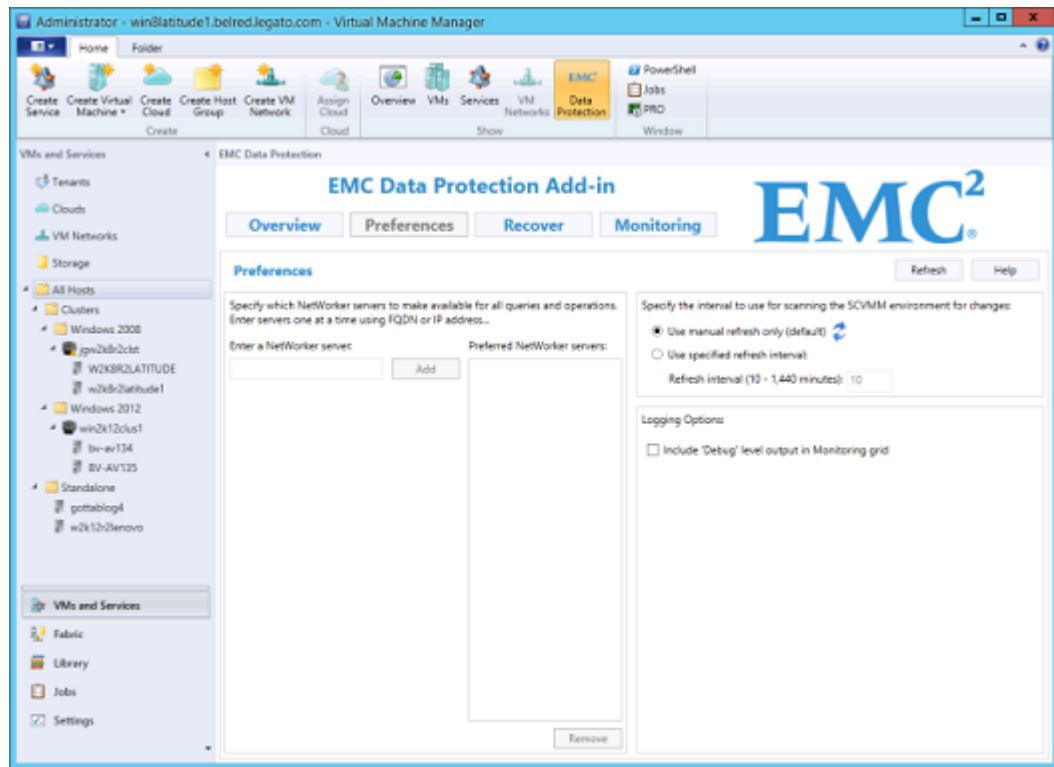 Administrator - win8latitude1.belred.legato.com - Virtual Machine Manager
Home Folder
Create Service
Create Virtual Machine
Create Cloud
Create Host Group
Create VM Network
Assign Cloud
Overview
VMs
Services
VM Networks
EMC² Data Protection
PowerShell
Jobs
PRO
Create
Cloud
Show
Window
VMs and Services
Tenants
Clouds
VM Networks
Storage
All Hosts
Clusters
Windows 2008
jgw2k8r2clst
W2K8R2LATITUDE
w2k8r2latitude1
Windows 2012
win2k12clus1
bv-av134
BV-AV135
Standalone
gottablog4
w2k12r2lenovo
VMs and Services
Fabric
Library
Jobs
Settings
EMC Data Protection
EMC Data Protection Add-in
EMC²
Overview Preferences Recover Monitoring
Preferences
Refresh Help
Specify which NetWorker servers to make available for all queries and operations.
Enter servers one at a time using FQDN or IP address...
Enter a NetWorker server:
Add
Preferred NetWorker servers:
Remove
Specify the interval to use for scanning the SCVMM environment for changes:
Use manual refresh only (default)
Use specified refresh interval:
Refresh interval (10 - 1,440 minutes): 10
Logging Options:
Include 'Debug' level output in Monitoring grid